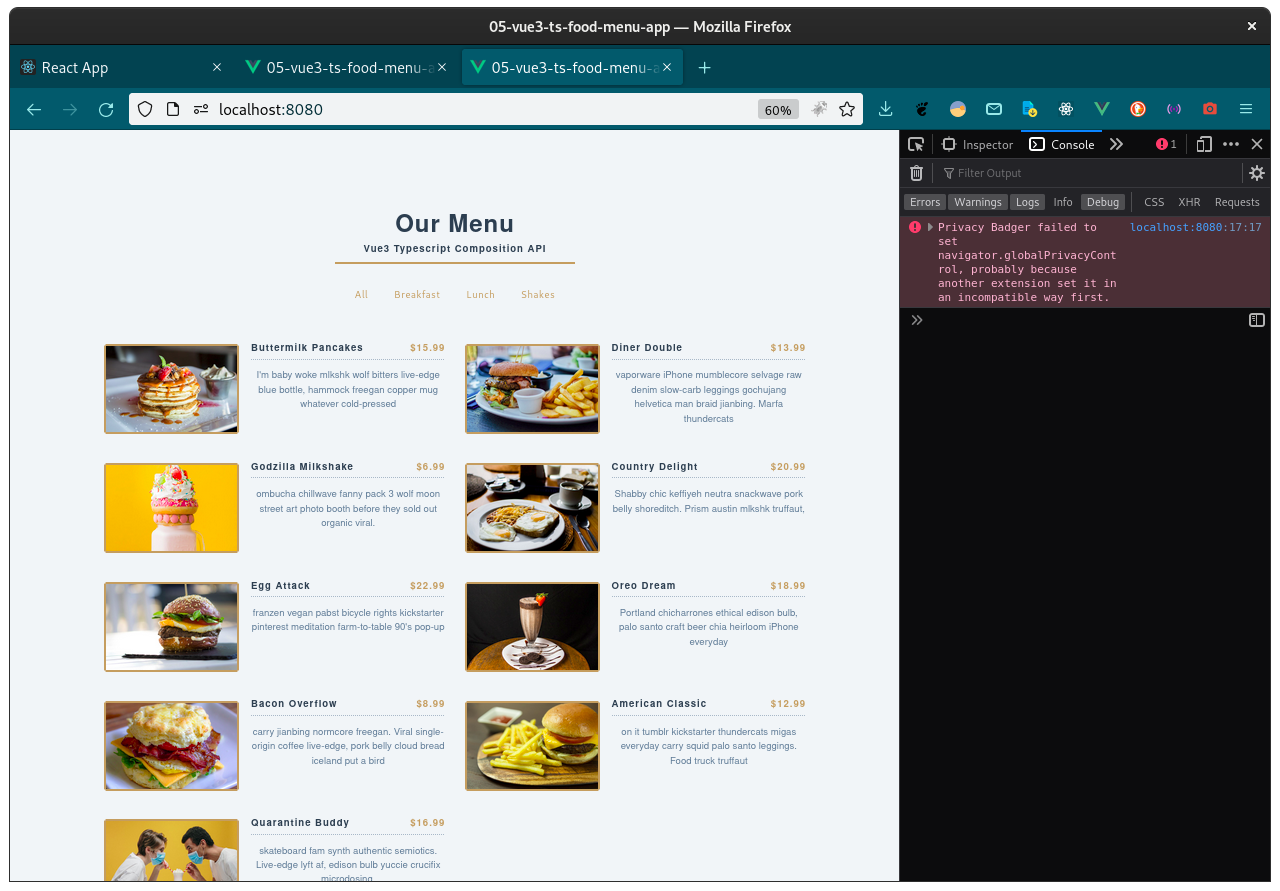 05-vue3-ts-food-menu-app — Mozilla Firefox
React App
05-vue3-ts-food-menu-a
05-vue3-ts-food-menu-a
localhost:8080
60%
Inspector
Console
1
Filter Output
Errors Warnings Logs Info Debug CSS XHR Requests
Privacy Badger failed to localhost:8080:17:17
set
navigator.globalPrivacyCont
rol, probably because
another extension set it in
an incompatible way first.
Our Menu
Vue3 Typescript Composition API
All Breakfast Lunch Shakes
Buttermilk Pancakes $15.99
I'm baby woke mlkshk wolf bitters live-edge
blue bottle, hammock freegan copper mug
whatever cold-pressed
Diner Double $13.99
vaporware iPhone mumblecore selvage raw
denim slow-carb leggings gochujang
helvetica man braid jianbing. Marfa
thundercats
Godzilla Milkshake $6.99
ombucha chillwave fanny pack 3 wolf moon
street art photo booth before they sold out
organic viral.
Country Delight $20.99
Shabby chic keffiyeh neutra snackwave pork
belly shoreditch. Prism austin mlkshk truffaut,
Egg Attack $22.99
franzen vegan pabst bicycle rights kickstarter
pinterest meditation farm-to-table 90's pop-up
Oreo Dream $18.99
Portland chicharrones ethical edison bulb,
palo santo craft beer chia heirloom iPhone
everyday
Bacon Overflow $8.99
carry jianbing normcore freegan. Viral single-
origin coffee live-edge, pork belly cloud bread
iceland put a bird
American Classic $12.99
on it tumblr kickstarter thundercats migas
everyday carry squid palo santo leggings.
Food truck truffaut
Quarantine Buddy $16.99
skateboard fam synth authentic semiotics.
Live-edge lyft af, edison bulb yuccie crucifix
microdosing